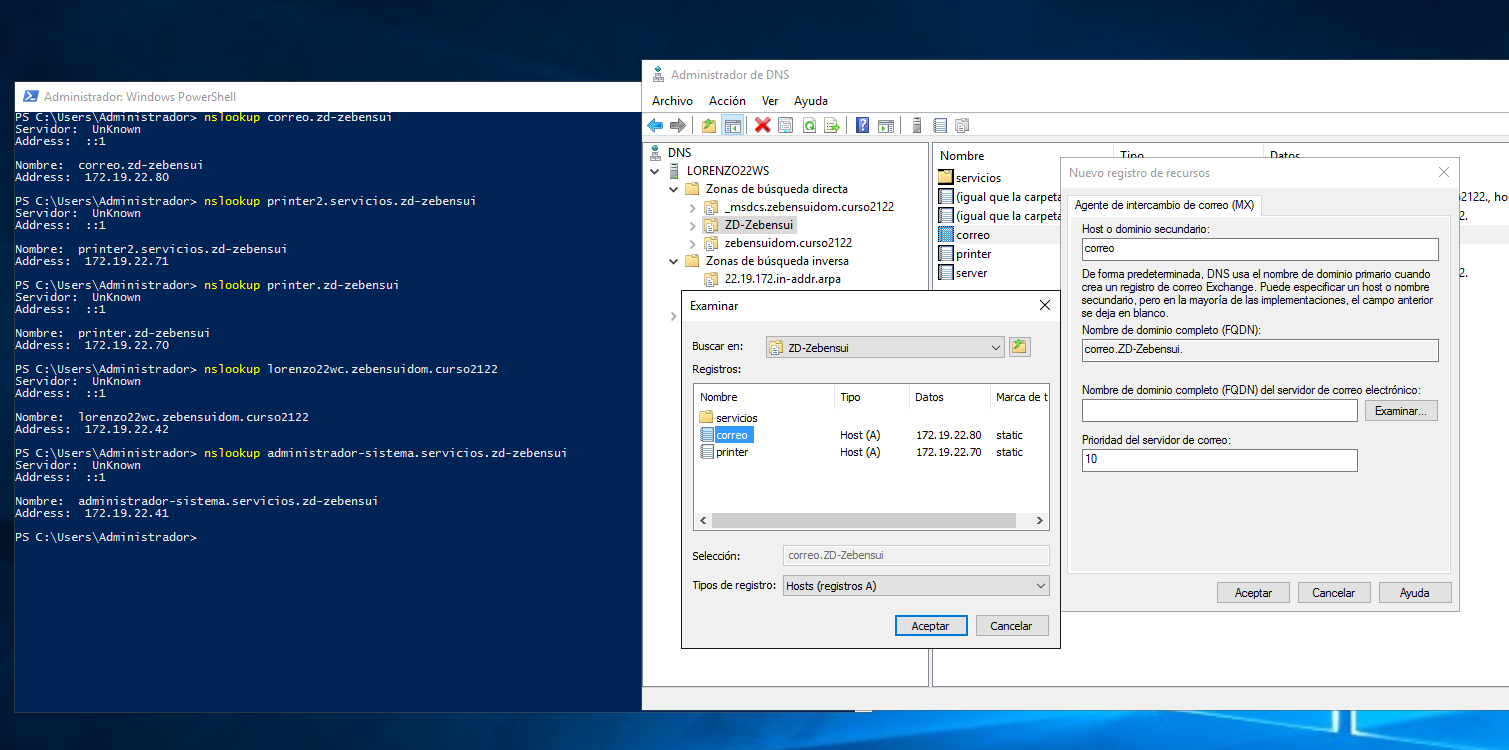 Administrador: Windows PowerShell
PS C:\Users\Administrador> nslookup correo.zd-zebensui
Servidor:  UnKnown
Address:  ::1
Nombre:  correo.zd-zebensui
Address:  172.19.22.80
PS C:\Users\Administrador> nslookup printer2.servicios.zd-zebensui
Servidor:  UnKnown
Address:  ::1
Nombre:  printer2.servicios.zd-zebensui
Address:  172.19.22.71
PS C:\Users\Administrador> nslookup printer.zd-zebensui
Servidor:  UnKnown
Address:  ::1
Nombre:  printer.zd-zebensui
Address:  172.19.22.70
PS C:\Users\Administrador> nslookup lorenzo22wc.zebensuidom.curso2122
Servidor:  UnKnown
Address:  ::1
Nombre:  lorenzo22wc.zebensuidom.curso2122
Address:  172.19.22.42
PS C:\Users\Administrador> nslookup administrador-sistema.servicios.zd-zebensui
Servidor:  UnKnown
Address:  ::1
Nombre:  administrador-sistema.servicios.zd-zebensui
Address:  172.19.22.41
PS C:\Users\Administrador>
Administrador de DNS
Archivo Acción Ver Ayuda
DNS
LORENZO22WS
Zonas de búsqueda directa
_msdcs.zebensuidom.curso2122
ZD-Zebensui
zebensuidom.curso2122
Zonas de búsqueda inversa
22.19.172.in-addr.arpa
Nombre Tipo Datos
servicios
(igual que la carpeta
o2122., hos
(igual que la carpeta
2.
correo
printer
server
2.
Examinar
Buscar en: ZD-Zebensui
Registros:
Nombre Tipo Datos Marca de t
servicios
correo Host (A) 172.19.22.80 static
printer Host (A) 172.19.22.70 static
Selección: correo.ZD-Zebensui
Tipos de registro: Hosts (registros A)
Aceptar Cancelar
Nuevo registro de recursos
Agente de intercambio de correo (MX)
Host o dominio secundario:
correo
De forma predeterminada, DNS usa el nombre de dominio primario cuando
crea un registro de correo Exchange. Puede especificar un host o nombre
secundario, pero en la mayoría de las implementaciones, el campo anterior
se deja en blanco.
Nombre de dominio completo (FQDN):
correo.ZD-Zebensui.
Nombre de dominio completo (FQDN) del servidor de correo electrónico:
Examinar...
Prioridad del servidor de correo:
10
Aceptar Cancelar Ayuda